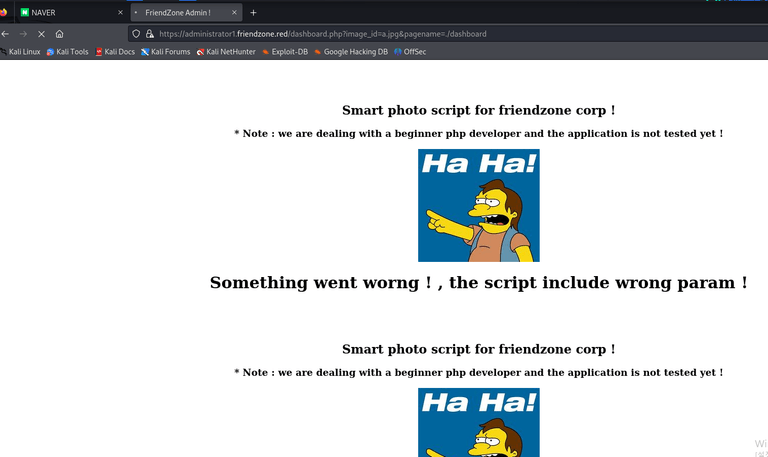 NAVER
FriendZone Admin !
https://administrator1.friendzone.red/dashboard.php?image_id=a.jpg&pagename=./dashboard
Kali Linux Kali Tools Kali Docs Kali Forums Kali NetHunter Exploit-DB Google Hacking DB OffSec
Smart photo script for friendzone corp !
* Note : we are dealing with a beginner php developer and the application is not tested yet !
Ha Ha!
Something went worng ! , the script include wrong param !
Smart photo script for friendzone corp !
* Note : we are dealing with a beginner php developer and the application is not tested yet !
Ha Ha!